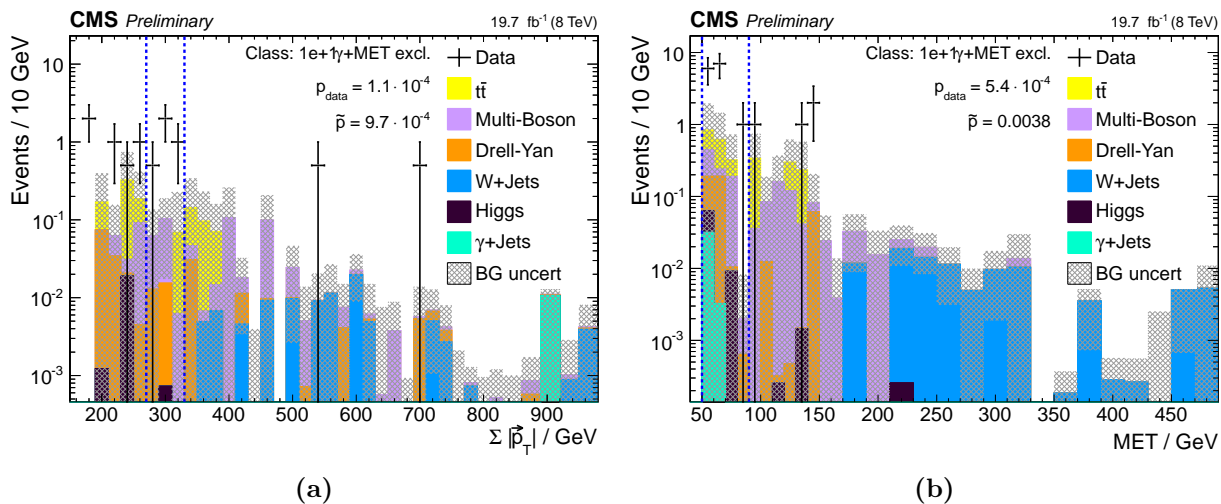 CMS Preliminary 19.7 fb⁻¹ (8 TeV)
Events / 10 GeV
10
1
10⁻¹
10⁻²
10⁻³
Class: 1e+1γ+MET excl.
p_data = 1.1 · 10⁻⁴
p̃ = 9.7 · 10⁻⁴
Data
tt̄
Multi-Boson
Drell-Yan
W+Jets
Higgs
γ+Jets
BG uncert
200 300 400 500 600 700 800 900
Σ |p⃗_T| / GeV
(a)
CMS Preliminary 19.7 fb⁻¹ (8 TeV)
Events / 10 GeV
10
1
10⁻¹
10⁻²
10⁻³
Class: 1e+1γ+MET excl.
p_data = 5.4 · 10⁻⁴
p̃ = 0.0038
Data
tt̄
Multi-Boson
Drell-Yan
W+Jets
Higgs
γ+Jets
BG uncert
50 100 150 200 250 300 350 400 450
MET / GeV
(b)